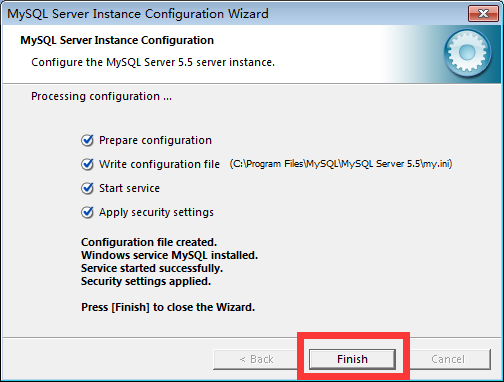 MySQL Server Instance Configuration Wizard
MySQL Server Instance Configuration
Configure the MySQL Server 5.5 server instance.
Processing configuration ...
Prepare configuration
Write configuration file (C:\Program Files\MySQL\MySQL Server 5.5\my.ini)
Start service
Apply security settings
Configuration file created.
Windows service MySQL installed.
Service started successfully.
Security settings applied.
Press [Finish] to close the Wizard.
< Back Finish Cancel